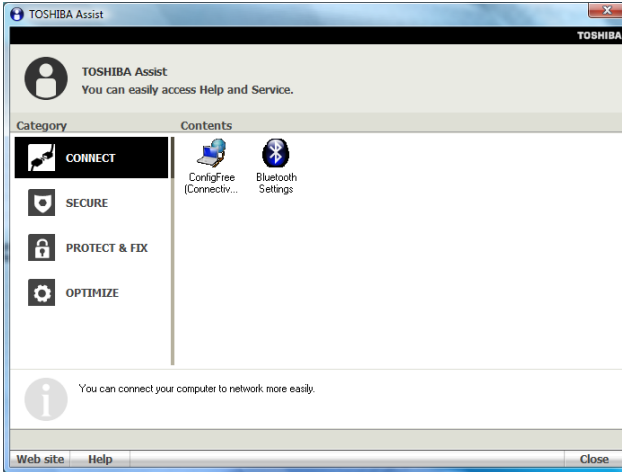 TOSHIBA Assist
TOSHIBA
TOSHIBA Assist
You can easily access Help and Service.
Category
Contents
CONNECT
SECURE
PROTECT & FIX
OPTIMIZE
ConfigFree
(Connectiv...
Bluetooth
Settings
You can connect your computer to network more easily.
Web site Help Close